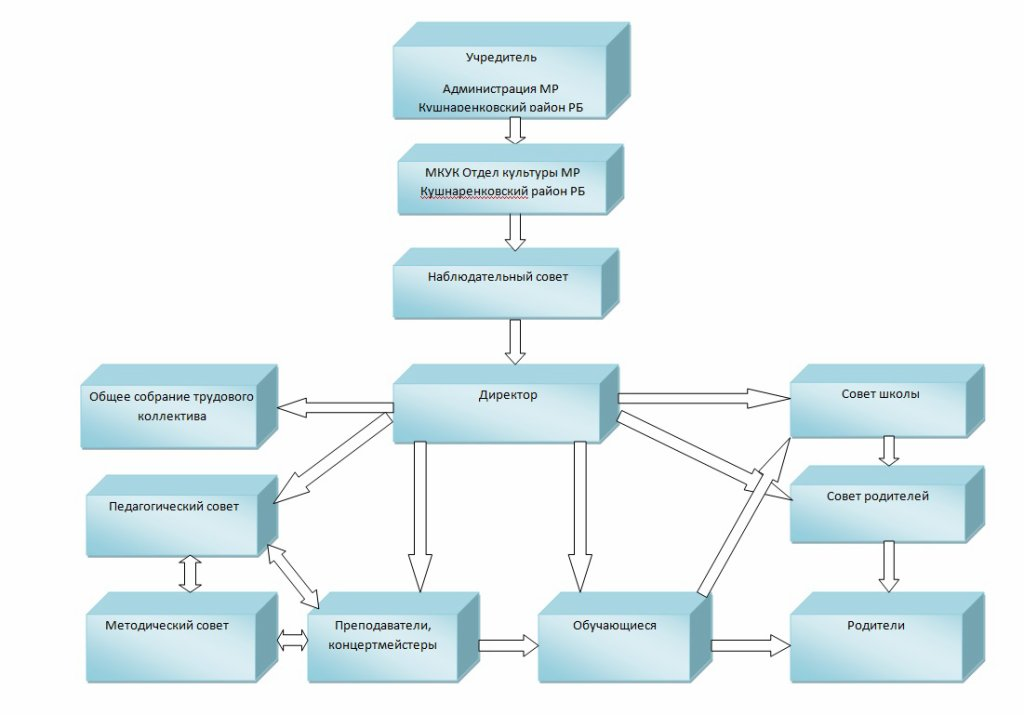 Учредитель
Администрация МР
Кушнаренковский район РБ
МКУК Отдел культуры МР
Кушнаренковский район РБ
Наблюдательный совет
Общее собрание трудового
коллектива
Директор
Совет школы
Педагогический совет
Совет родителей
Методический совет
Преподаватели,
концертмейстеры
Обучающиеся
Родители